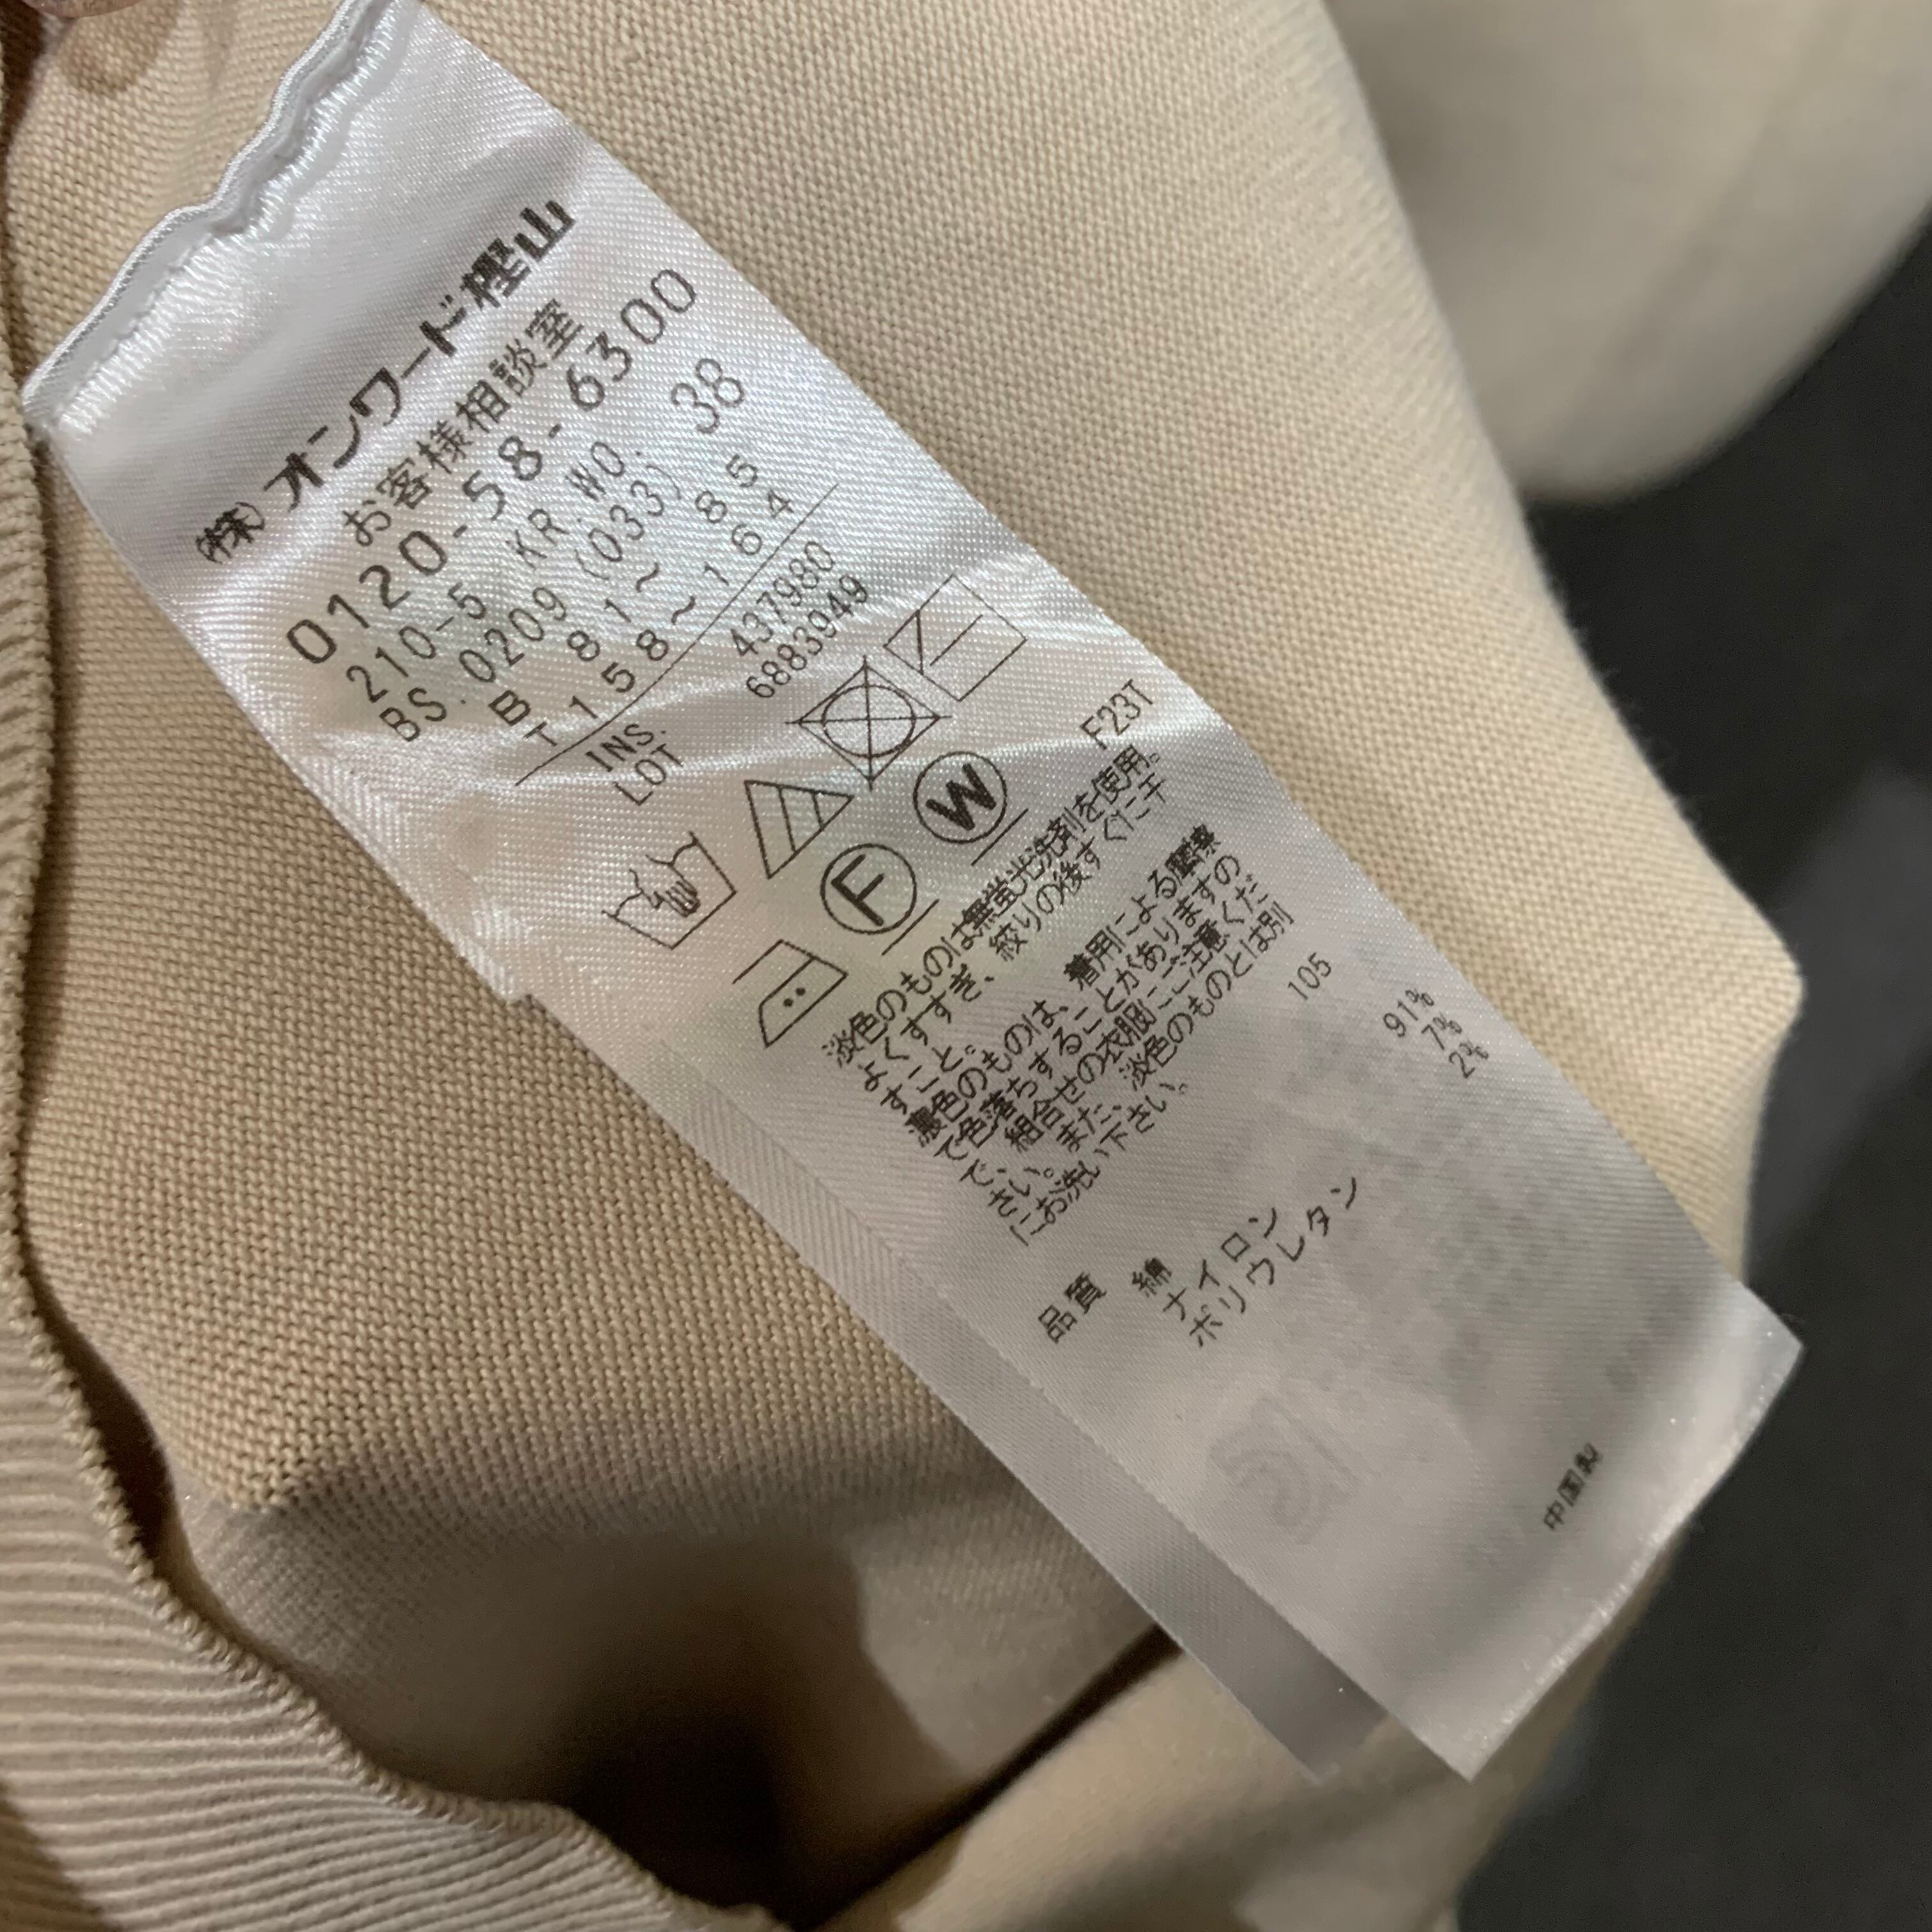 ㈱オンワード樫山
お客様相談室
0120-58-6300
210-5 KR.WO. 38
BS.0209 (033)
B 81～ 85
T 158～164
INS. 437980
LOT 6883949
F W
F23T
淡色のものは無蛍光洗剤を使用。
よくすすぎ、絞りの後すぐに干
すこと。
濃色のものは、着用による摩擦
で色落ちすることがありますの
で、組合せの衣服にご注意くだ
さい。また、淡色のものとは別
にお洗い下さい。
105
品質 綿 91%
ナイロン 7%
ポリウレタン 2%
中国製